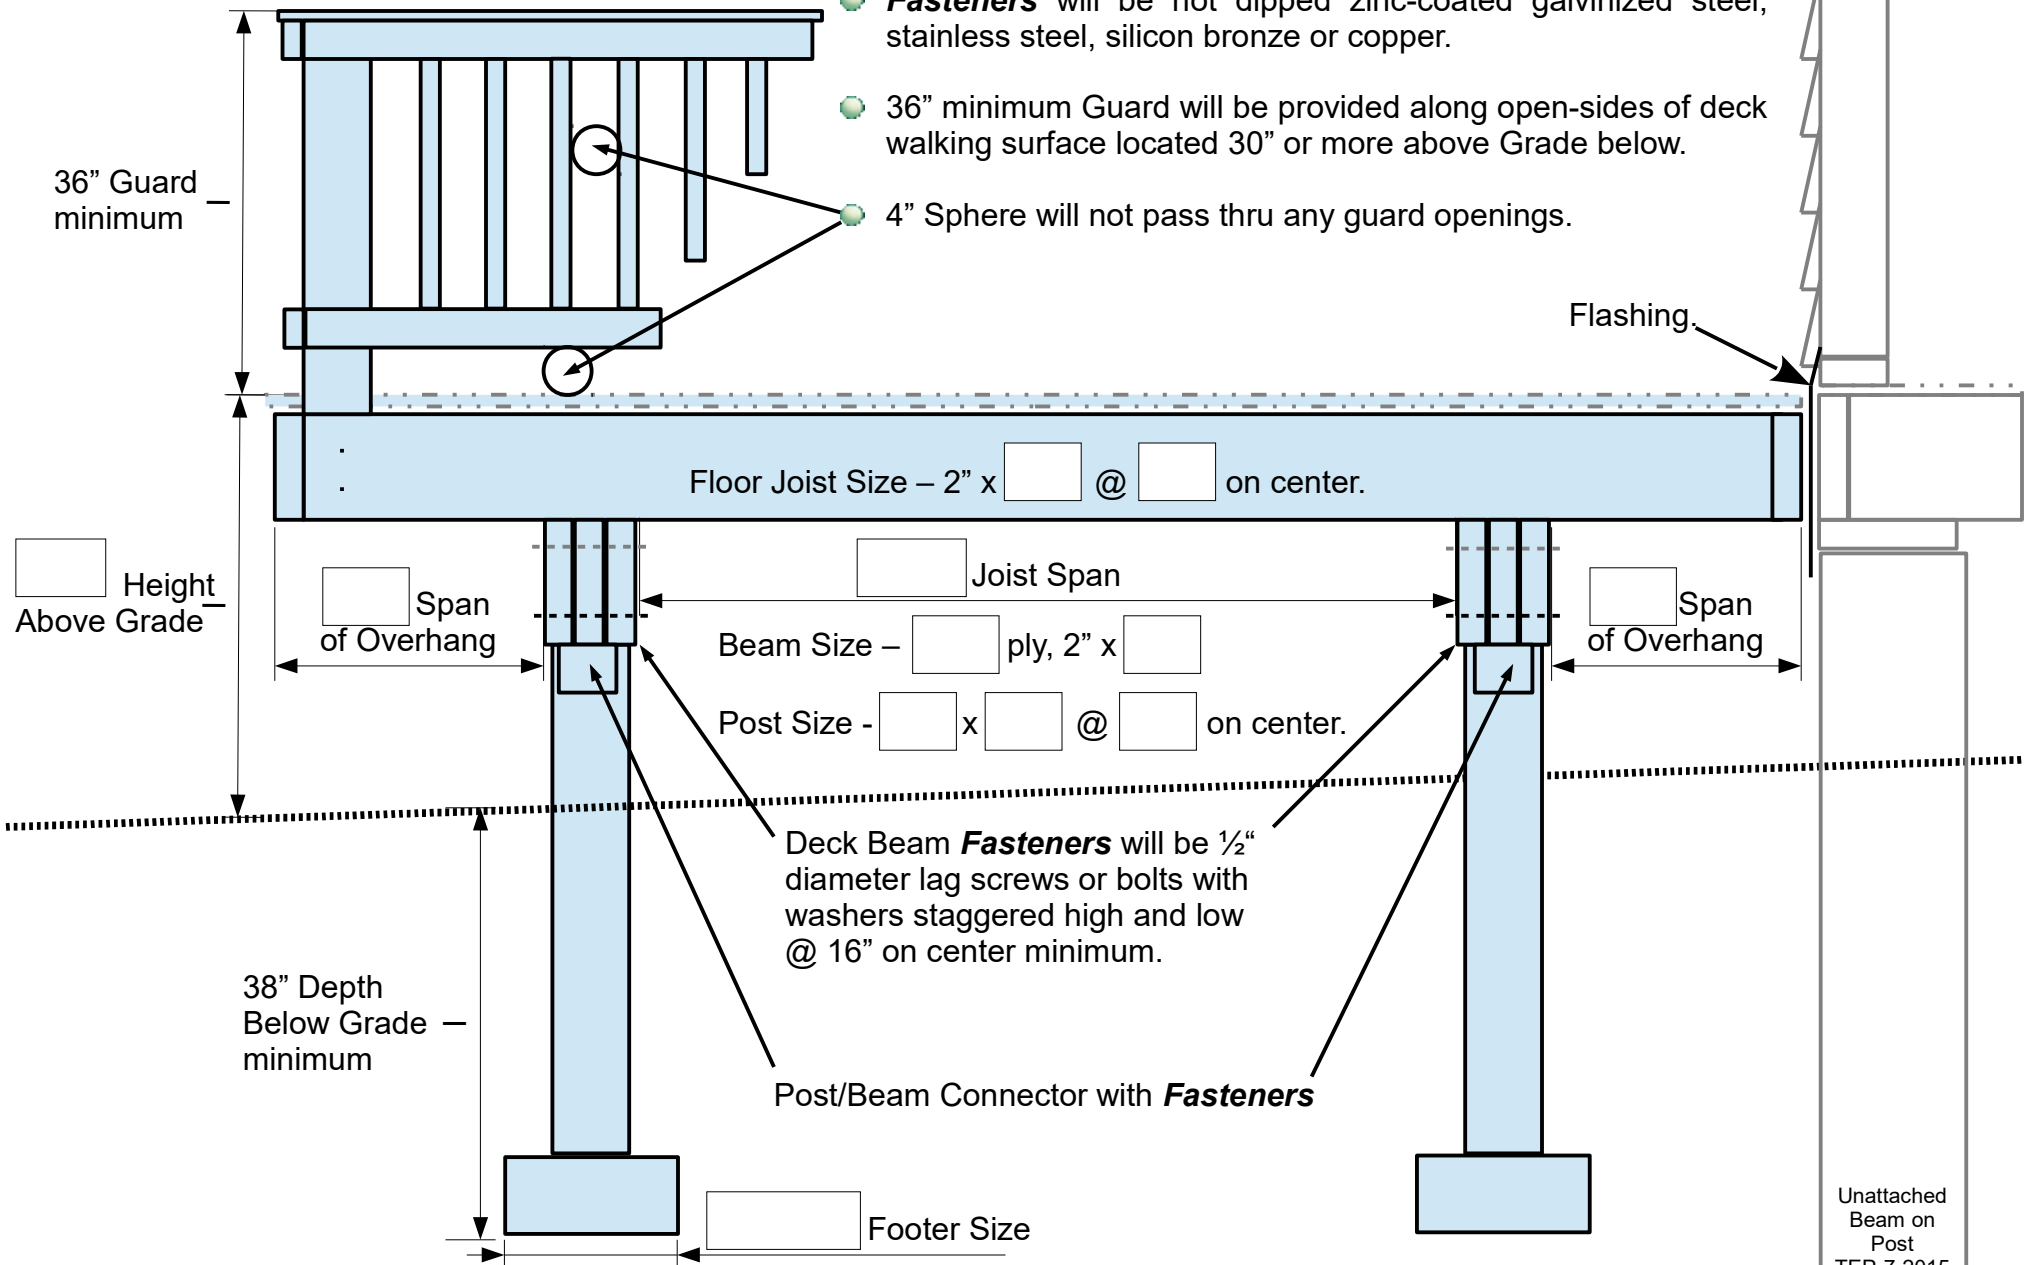 Fasteners will be hot dipped zinc-coated galvanized steel,
stainless steel, silicon bronze or copper.
36” minimum Guard will be provided along open-sides of deck
walking surface located 30” or more above Grade below.
4” Sphere will not pass thru any guard openings.
36” Guard
minimum
Flashing.
Floor Joist Size – 2” x @ on center.
Height
Above Grade
Span
of Overhang
Joist Span
Span
of Overhang
Beam Size – ply, 2” x
Post Size - x @ on center.
Deck Beam Fasteners will be ½“
diameter lag screws or bolts with
washers staggered high and low
@ 16” on center minimum.
38” Depth
Below Grade
minimum
Post/Beam Connector with Fasteners
Footer Size
Unattached
Beam on
Post
TEP 7-2015